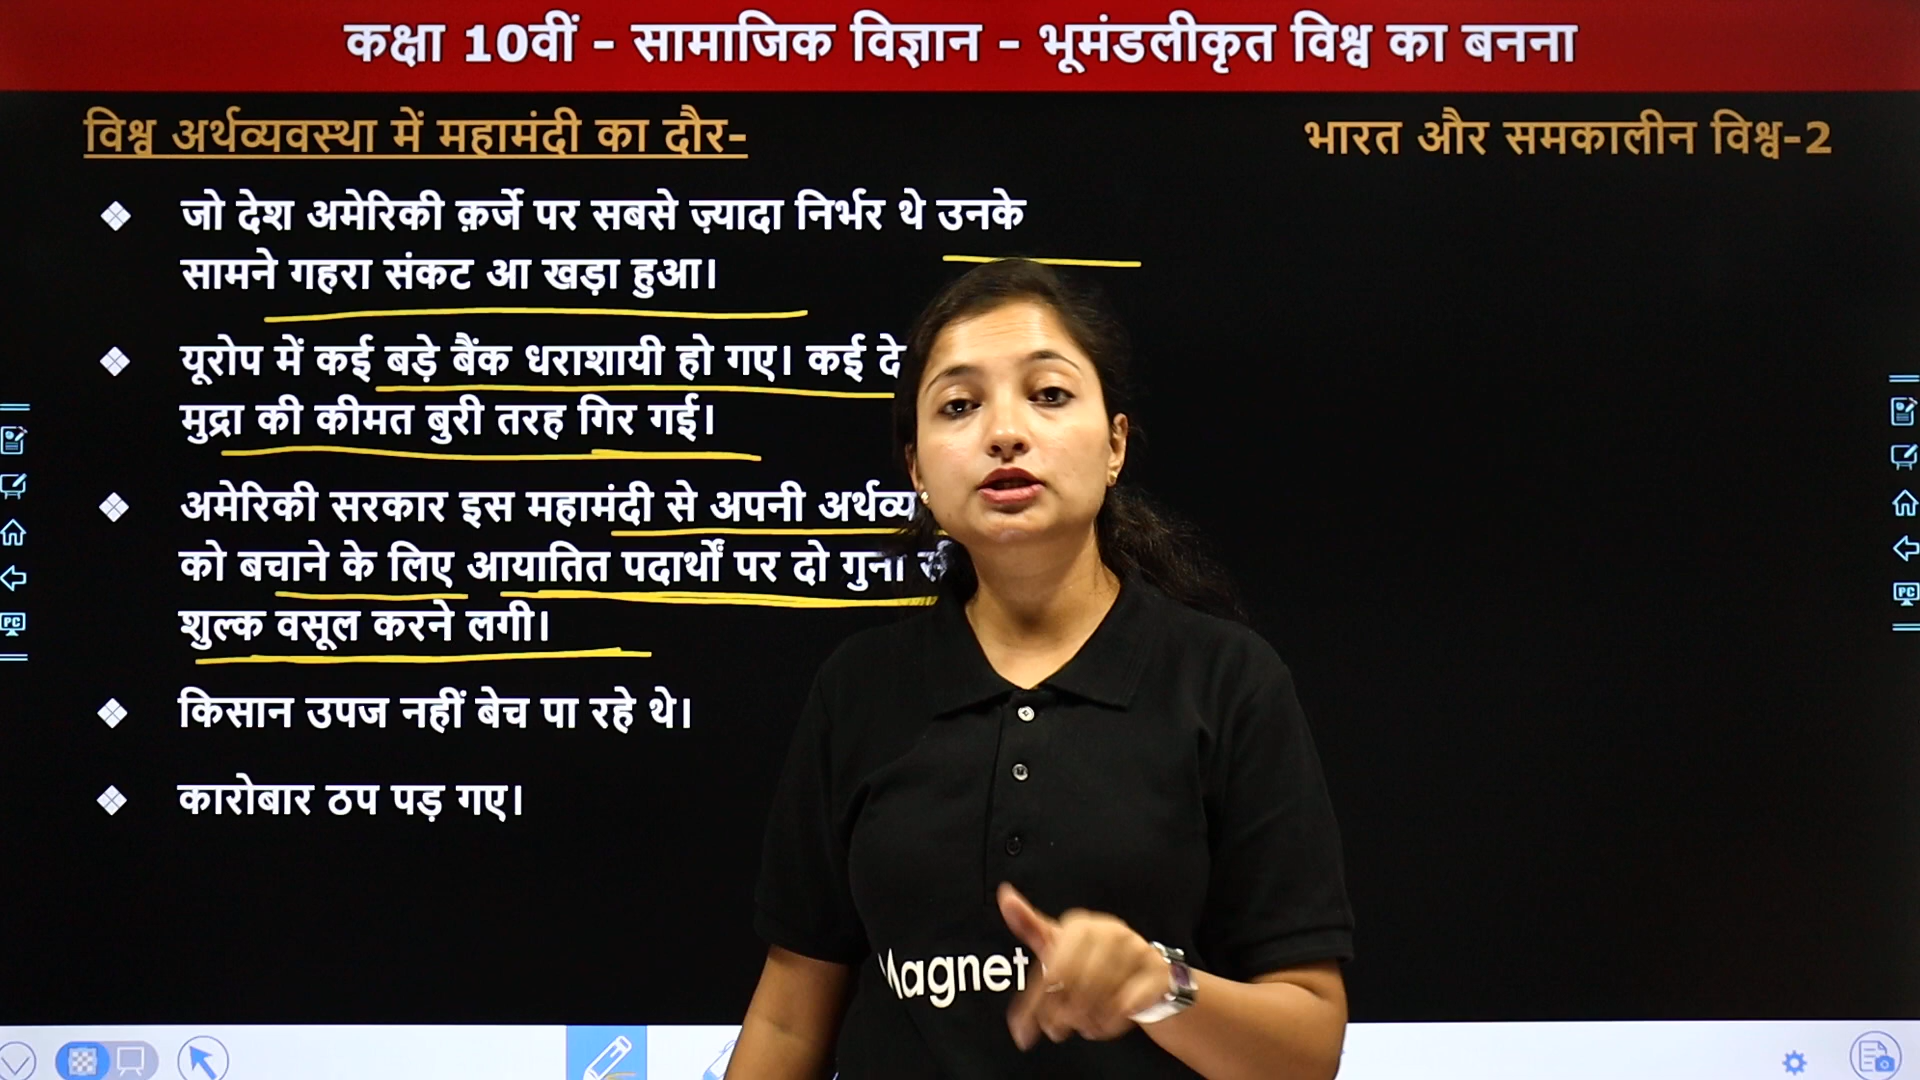 कक्षा 10वीं - सामाजिक विज्ञान - भूमंडलीकृत विश्व का बनना
विश्व अर्थव्यवस्था में महामंदी का दौर-
भारत और समकालीन विश्व-2
जो देश अमेरिकी क़र्जे पर सबसे ज़्यादा निर्भर थे उनके
सामने गहरा संकट आ खड़ा हुआ।
यूरोप में कई बड़े बैंक धराशायी हो गए। कई
मुद्रा की कीमत बुरी तरह गिर गई।
अमेरिकी सरकार इस महामंदी से अपनी
को बचाने के लिए आयातित पदार्थों पर दो गुना
शुल्क वसूल करने लगी।
किसान उपज नहीं बेच पा रहे थे।
कारोबार ठप पड़ गए।
Magnet
PC
PC